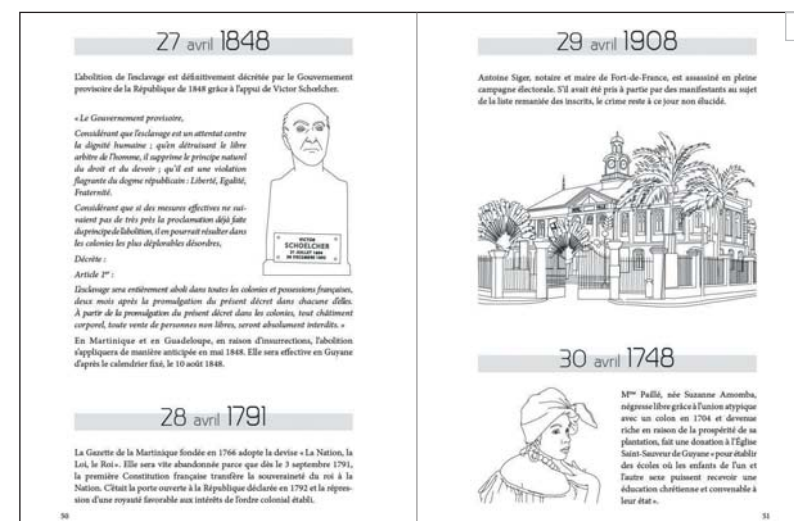 27 avril 1848
L'abolition de l'esclavage est définitivement décrétée par le Gouvernement
provisoire de la République de 1848 grâce à l'appui de Victor Schœlcher.
« Le Gouvernement provisoire,
Considérant que l'esclavage est un attentat contre
la dignité humaine ; qu'en détruisant le libre
arbitre de l'homme, il supprime le principe naturel
du droit et du devoir ; qu'il est une violation
flagrante du dogme républicain : Liberté, Egalité,
Fraternité.
Considérant que si des mesures effectives ne sui-
vaient pas de très près la proclamation déjà faite
du principe de l'abolition, il en pourrait résulter dans
les colonies les plus déplorables désordres,
Décrète :
Article 1er :
L'esclavage sera entièrement aboli dans toutes les colonies et possessions françaises,
deux mois après la promulgation du présent décret dans chacune d'elles.
À partir de la promulgation du présent décret dans les colonies, tout châtiment
corporel, toute vente de personnes non libres, seront absolument interdits. »
En Martinique et en Guadeloupe, en raison d'insurrections, l'abolition
s'appliquera de manière anticipée en mai 1848. Elle sera effective en Guyane
d'après le calendrier fixé, le 10 août 1848.
VICTOR
SCHOELCHER
21 JUILLET 1804
DECEMBRE
28 avril 1791
La Gazette de la Martinique fondée en 1766 adopte la devise « La Nation, la
Loi, le Roi ». Elle sera vite abandonnée parce que dès le 3 septembre 1791,
la première Constitution française transfère la souveraineté du roi à la
Nation. C'était la porte ouverte à la République déclarée en 1792 et la répres-
sion d'une royauté favorable aux intérêts de l'ordre colonial établi.
50
29 avril 1908
Antoine Siger, notaire et maire de Fort-de-France, est assassiné en pleine
campagne électorale. S'il avait été pris à partie par des manifestants au sujet
de la liste remaniée des inscrits, le crime reste à ce jour non élucidé.
30 avril 1748
Mme Paillé, née Suzanne Amomba,
négresse libre grâce à l'union atypique
avec un colon en 1704 et devenue
riche en raison de la prospérité de sa
plantation, fait une donation à l'Église
Saint-Sauveur de Guyane « pour établir
des écoles où les enfants de l'un et
l'autre sexe puissent recevoir une
éducation chrétienne et convenable à
leur état ».
51